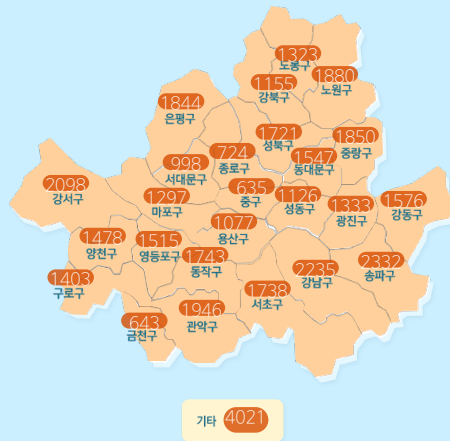 1323
노봉구
1155
강북구
1880
노원구
1844
은평구
1721
성북구
1850
중랑구
724
종로구
1547
동대문구
998
서대문구
2098
강서구
1297
마포구
635
중구
1126
성동구
1333
광진구
1576
강동구
1077
용산구
1478
양천구
1515
영등포구
1743
동작구
2332
송파구
2235
강남구
1403
구로구
1738
서초구
1946
관악구
643
금천구
기타 4021